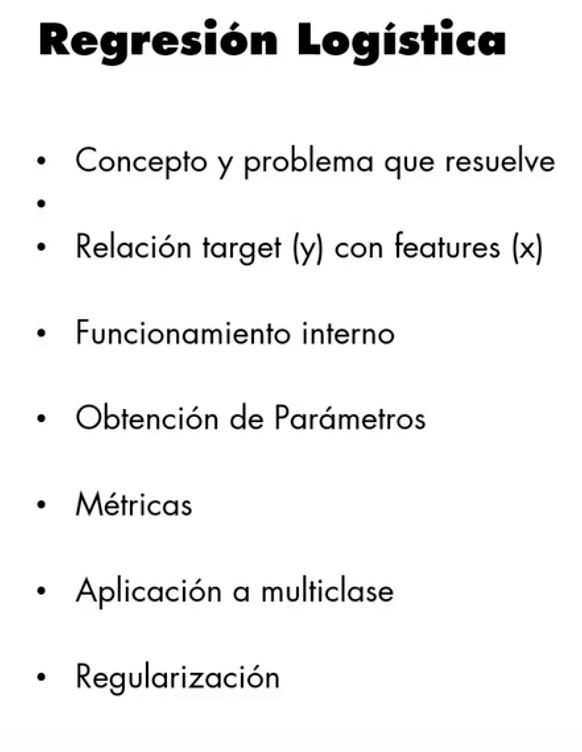 Regresión Logística
• Concepto y problema que resuelve
•
• Relación target (y) con features (x)
• Funcionamiento interno
• Obtención de Parámetros
• Métricas
• Aplicación a multiclase
• Regularización